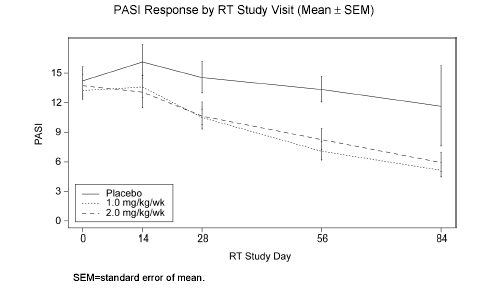 PASI Response by RT Study Visit (Mean ± SEM)
15
12
9
6
3
0
PASI
Placebo
1.0 mg/kg/wk
2.0 mg/kg/wk
0 14 28 56 84
RT Study Day
SEM=standard error of mean.